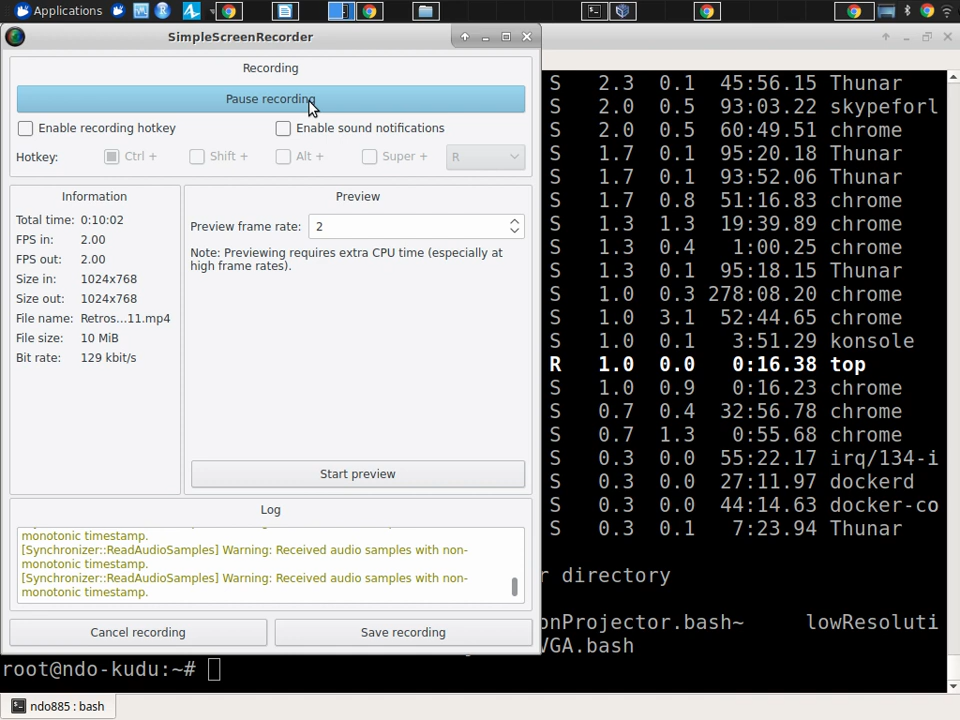 Applications
SimpleScreenRecorder
Recording
Pause recording
Enable recording hotkey
Enable sound notifications
Hotkey:
Ctrl +
Shift +
Alt +
Super +
R
Information
Total time: 0:10:02
FPS in: 2.00
FPS out: 2.00
Size in: 1024x768
Size out: 1024x768
File name: Retros...11.mp4
File size: 10 MiB
Bit rate: 129 kbit/s
Preview
Preview frame rate: 2
Note: Previewing requires extra CPU time (especially at
high frame rates).
Start preview
Log
monotonic timestamp.
[Synchronizer::ReadAudioSamples] Warning: Received audio samples with non-
monotonic timestamp.
[Synchronizer::ReadAudioSamples] Warning: Received audio samples with non-
monotonic timestamp.
Cancel recording
Save recording
S 2.3 0.1 45:56.15 Thunar
S 2.0 0.5 93:03.22 skypeforl
S 2.0 0.5 60:49.51 chrome
S 1.7 0.1 95:20.18 Thunar
S 1.7 0.1 93:52.06 Thunar
S 1.7 0.8 51:16.83 chrome
S 1.3 1.3 19:39.89 chrome
S 1.3 0.4 1:00.25 chrome
S 1.3 0.1 95:18.15 Thunar
S 1.0 0.3 278:08.20 chrome
S 1.0 3.1 52:44.65 chrome
S 1.0 0.1 3:51.29 konsole
R 1.0 0.0 0:16.38 top
S 1.0 0.9 0:16.23 chrome
S 0.7 0.4 32:56.78 chrome
S 0.7 1.3 0:55.68 chrome
S 0.3 0.0 55:22.17 irq/134-i
S 0.3 0.0 27:11.97 dockerd
S 0.3 0.0 44:14.63 docker-co
S 0.3 0.1 7:23.94 Thunar
r directory
onProjector.bash~ lowResoluti
VGA.bash
root@ndo-kudu:~#
ndo885 : bash